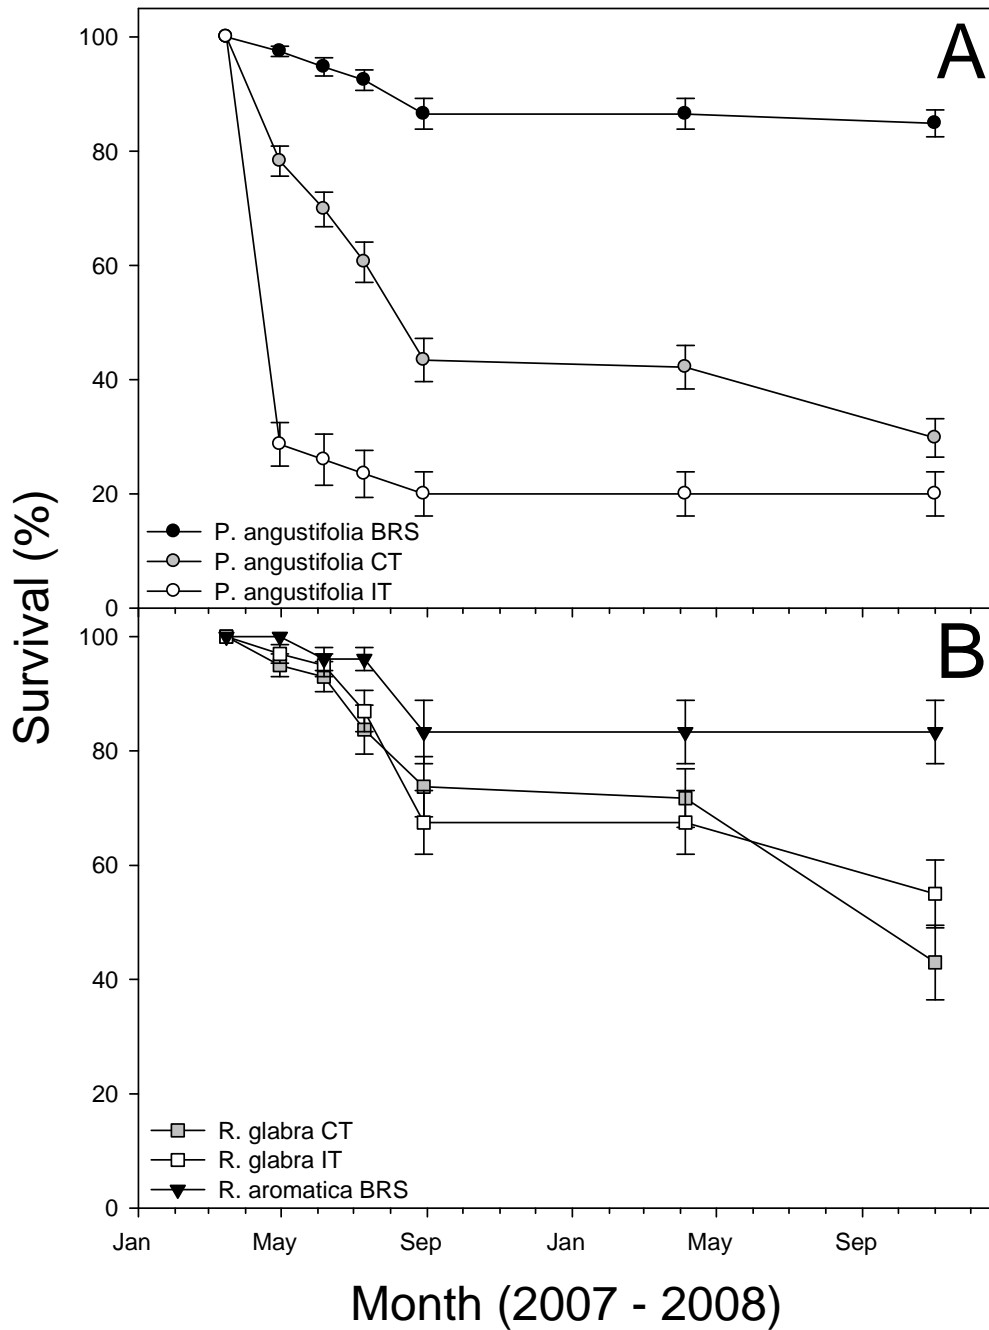 A
100
80
60
40
20
0
P. angustifolia BRS
P. angustifolia CT
P. angustifolia IT
Survival (%)
B
100
80
60
40
20
0
R. glabra CT
R. glabra IT
R. aromatica BRS
Jan May Sep Jan May Sep
Month (2007 - 2008)